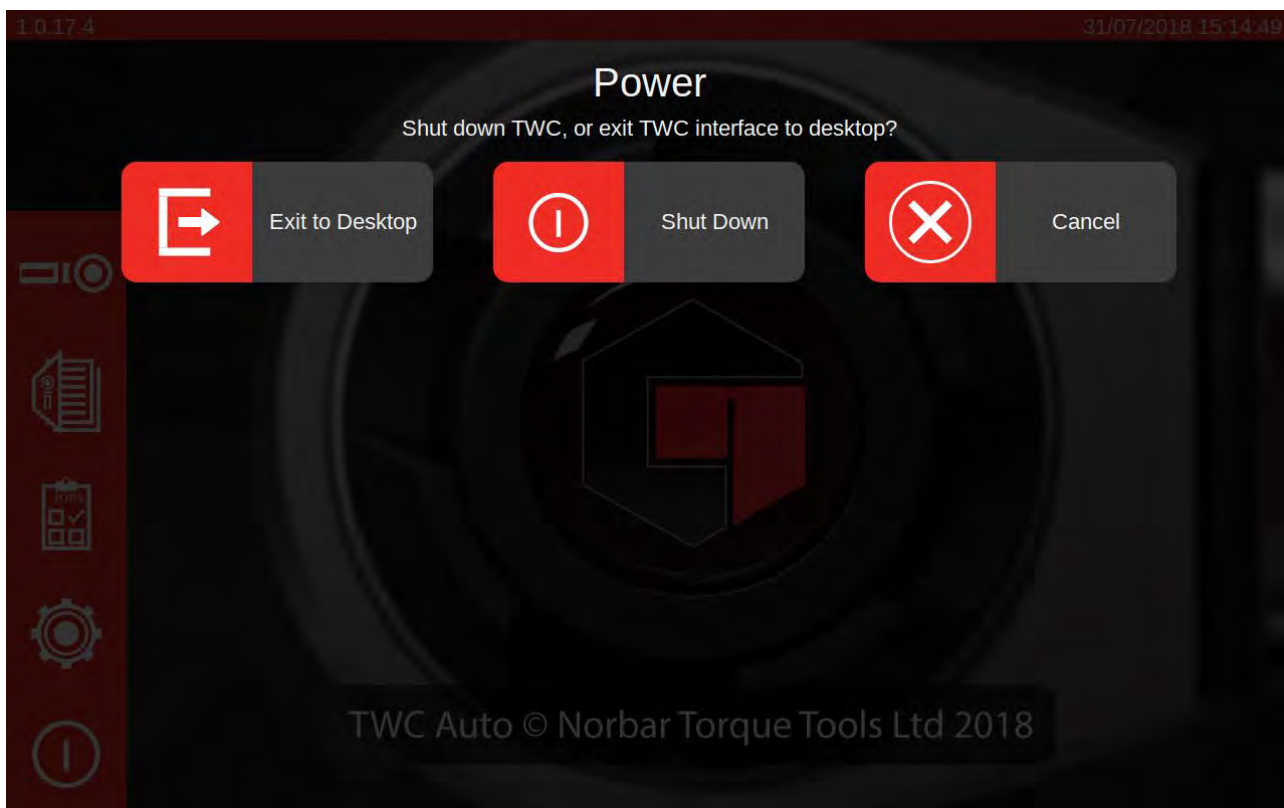 1.0.17.4
31/07/2018 15:14:49
Power
Shut down TWC, or exit TWC interface to desktop?
Exit to Desktop
Shut Down
Cancel
JOBS
TWC Auto © Norbar Torque Tools Ltd 2018